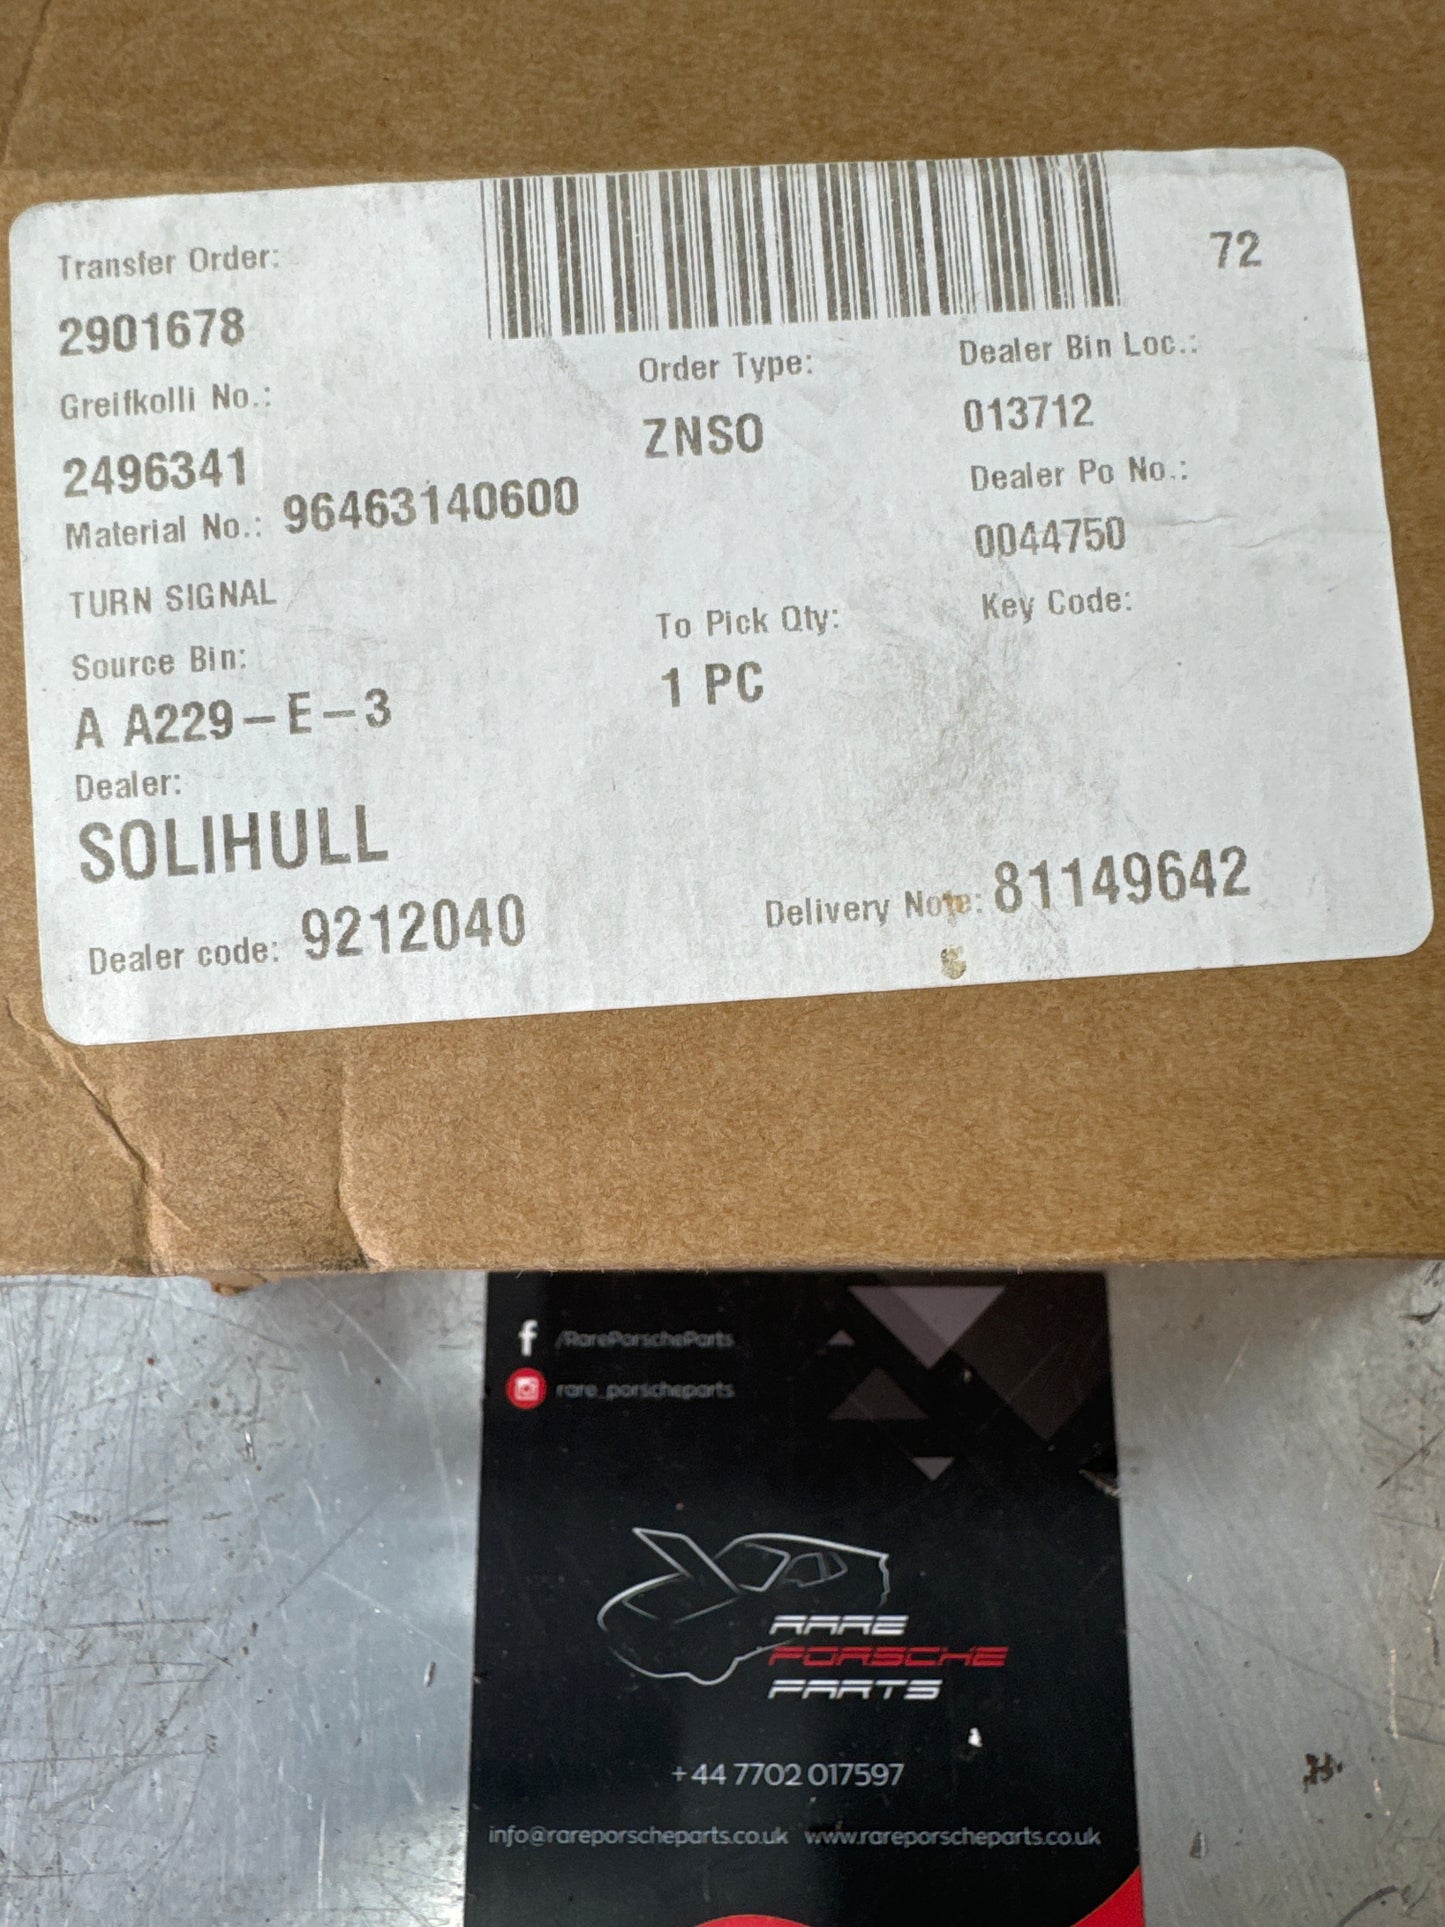 72
Transfer Order:
2901678
Greifkolli No.:
2496341
Material No.: 96463140600
TURN SIGNAL
Source Bin:
A A229-E-3
Dealer:
SOLIHULL
Dealer code: 9212040
Order Type:
ZNSO
To Pick Qty:
1 PC
Dealer Bin Loc.:
013712
Dealer Po No.:
0044750
Key Code:
Delivery Note: 81149642
f /RarePorscheParts
rare_porscheparts
RARE
PORSCHE
PARTS
+44 7702 017597
info@rareporscheparts.co.uk www.rareporscheparts.co.uk